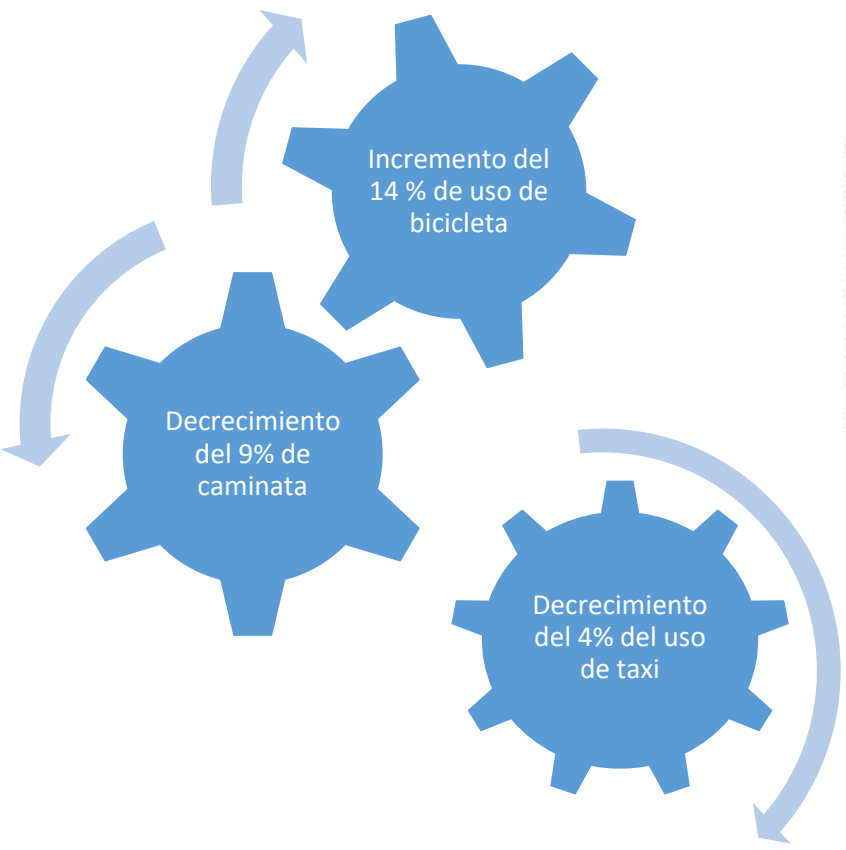 Incremento del
14 % de uso de
bicicleta
Decrecimiento
del 9% de
caminata
Decrecimiento
del 4% del uso
de taxi